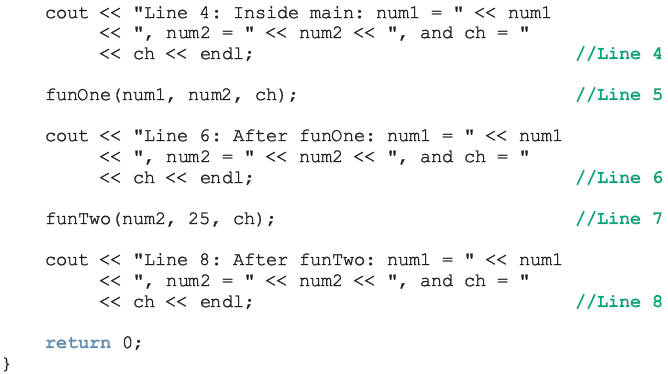 cout << "Line 4: Inside main: num1 = " << num1
<< ", num2 = " << num2 << ", and ch = "
<< ch << endl; //Line 4
funOne(num1, num2, ch); //Line 5
cout << "Line 6: After funOne: num1 = " << num1
<< ", num2 = " << num2 << ", and ch = "
<< ch << endl; //Line 6
funTwo(num2, 25, ch); //Line 7
cout << "Line 8: After funTwo: num1 = " << num1
<< ", num2 = " << num2 << ", and ch = "
<< ch << endl; //Line 8
return 0;
}